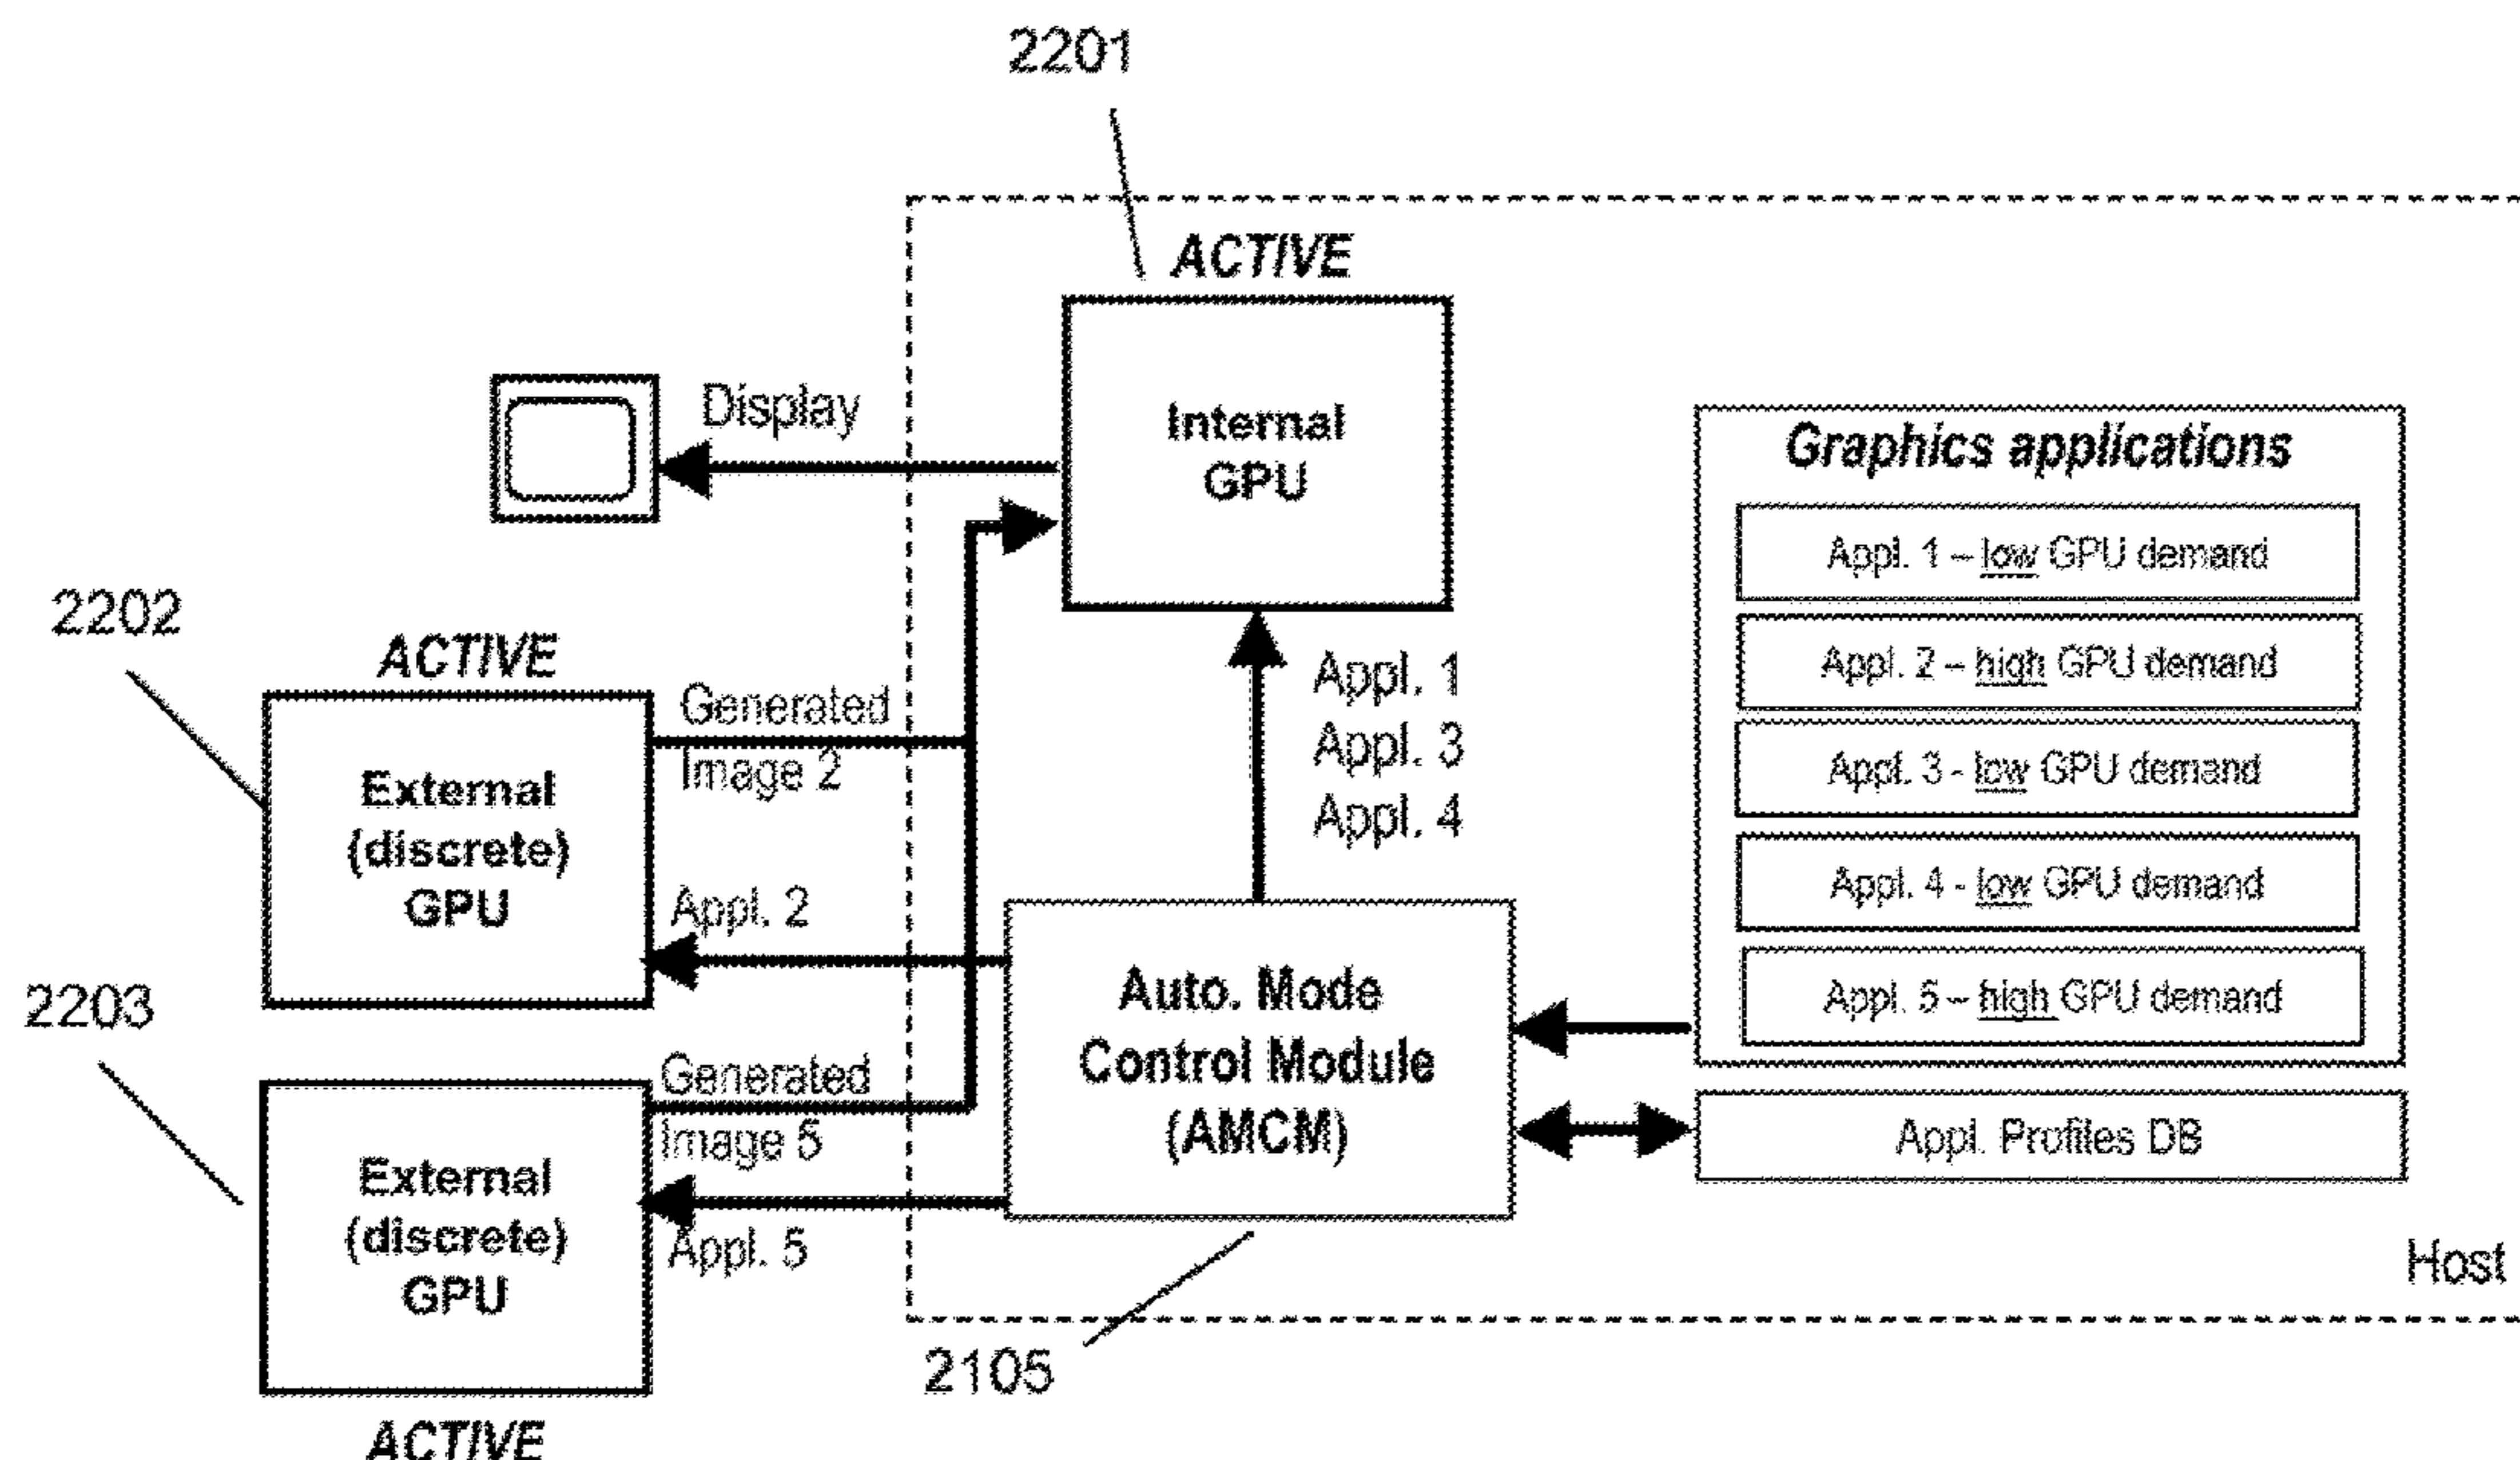 2201
ACTIVE
Internal
GPU
Display
Graphics applications
Appl. 1 – low GPU demand
Appl. 2 – high GPU demand
Appl. 3 - low GPU demand
Appl. 4 - low GPU demand
Appl. 5 – high GPU demand
2202
ACTIVE
External
(discrete)
GPU
Generated
Image 2
Appl. 2
Appl. 1
Appl. 3
Appl. 4
2203
External
(discrete)
GPU
ACTIVE
Generated
Image 5
Appl. 5
Auto. Mode
Control Module
(AMCM)
Appl. Profiles DB
Host
2105